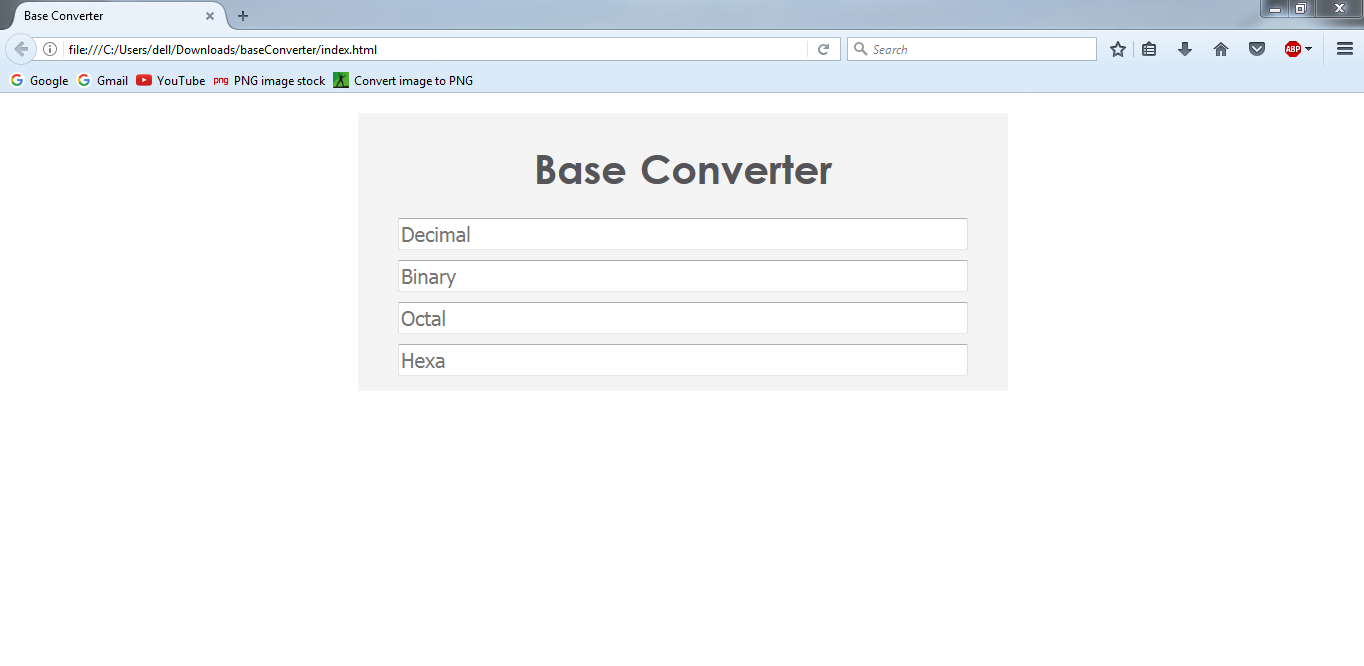 Base Converter
file:///C:/Users/dell/Downloads/baseConverter/index.html
Search
ABP
Google Gmail YouTube png PNG image stock Convert image to PNG
Base Converter
Decimal
Binary
Octal
Hexa